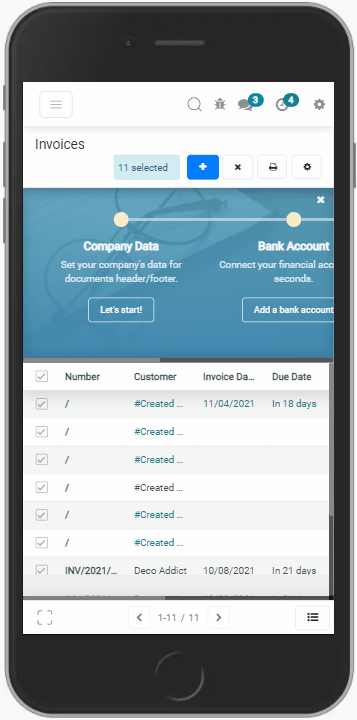 3
4
Invoices
11 selected
Company Data
Bank Account
Set your company's data for
documents header/footer.
Connect your financial acc
seconds.
Let's start!
Add a bank account
Number Customer Invoice Da... Due Date
/ #Created ... 11/04/2021 In 18 days
/ #Created ...
/ #Created ...
/ #Created ...
/ #Created ...
/ #Created ...
INV/2021/... Deco Addict 10/08/2021 In 21 days
1-11 / 11